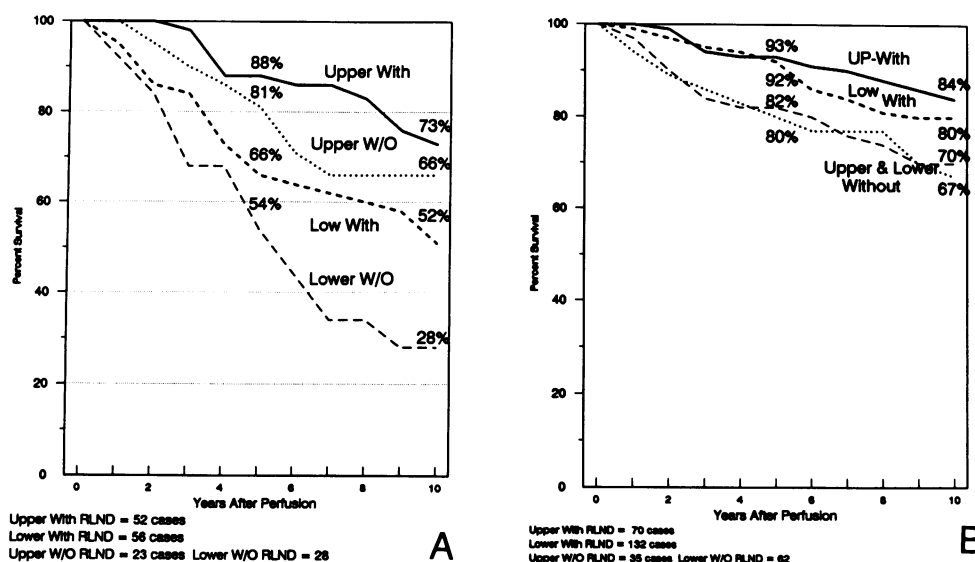 100
80
60
40
20
0
Percent Survival
88%
Upper With
81%
73%
Upper W/O
66%
66%
54%
52%
Low With
Lower W/O
28%
0 2 4 6 8 10
Years After Perfusion
Upper With RLND = 52 cases
Lower With RLND = 56 cases
Upper W/O RLND = 23 cases Lower W/O RLND = 28
A
100
80
60
40
20
0
Percent Survival
93%
UP-With
92%
Low With
84%
82%
80%
80%
70%
Upper & Lower
Without
67%
0 2 4 6 8 10
Years After Perfusion
Upper With RLND = 70 cases
Lower With RLND = 132 cases
Upper W/O RLND = 35 cases Lower W/O RLND = 62
B